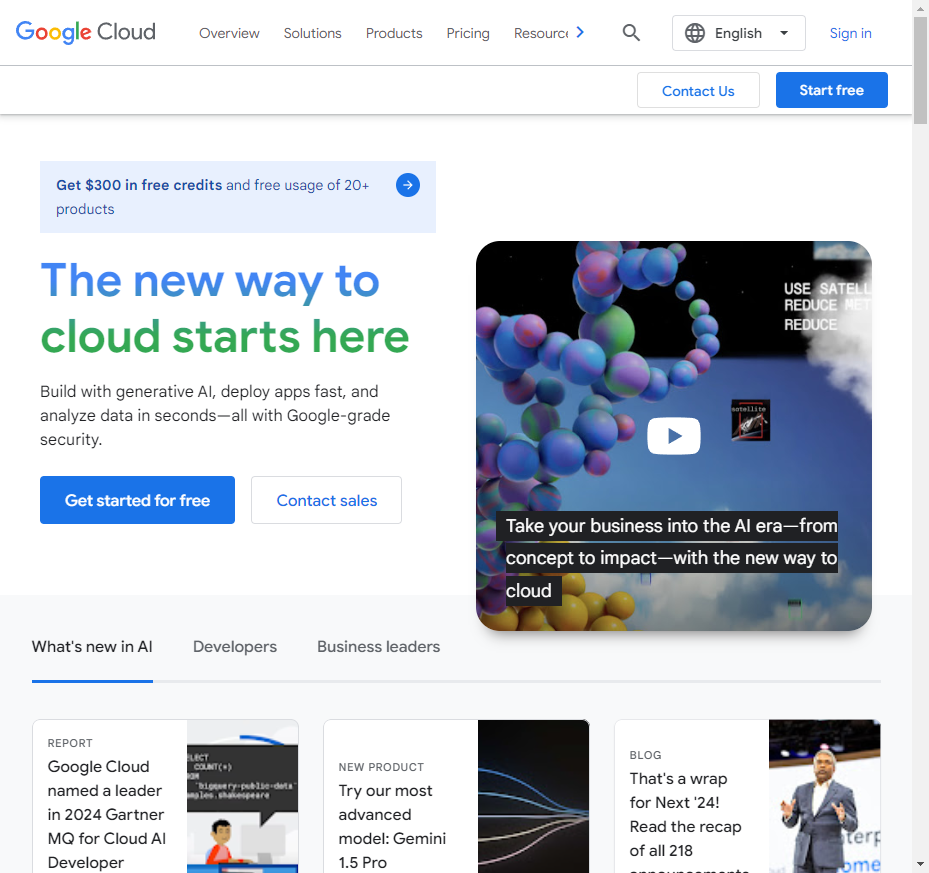 Google Cloud
Overview
Solutions
Products
Pricing
Resourc
English
Sign in
Contact Us
Start free
Get $300 in free credits and free usage of 20+
products
The new way to
cloud starts here
Build with generative AI, deploy apps fast, and
analyze data in seconds—all with Google-grade
security.
Get started for free
Contact sales
USE SATELL
REDUCE MET
REDUCE
satellite
Take your business into the AI era—from
concept to impact—with the new way to
cloud
What's new in AI
Developers
Business leaders
REPORT
Google Cloud
named a leader
in 2024 Gartner
MQ for Cloud AI
Developer
ELECT
COUNT(*)
ROM
`bigquery-public-data`
amples.shakespeare
NEW PRODUCT
Try our most
advanced
model: Gemini
1.5 Pro
BLOG
That's a wrap
for Next '24!
Read the recap
of all 218
announcements
terp
ome